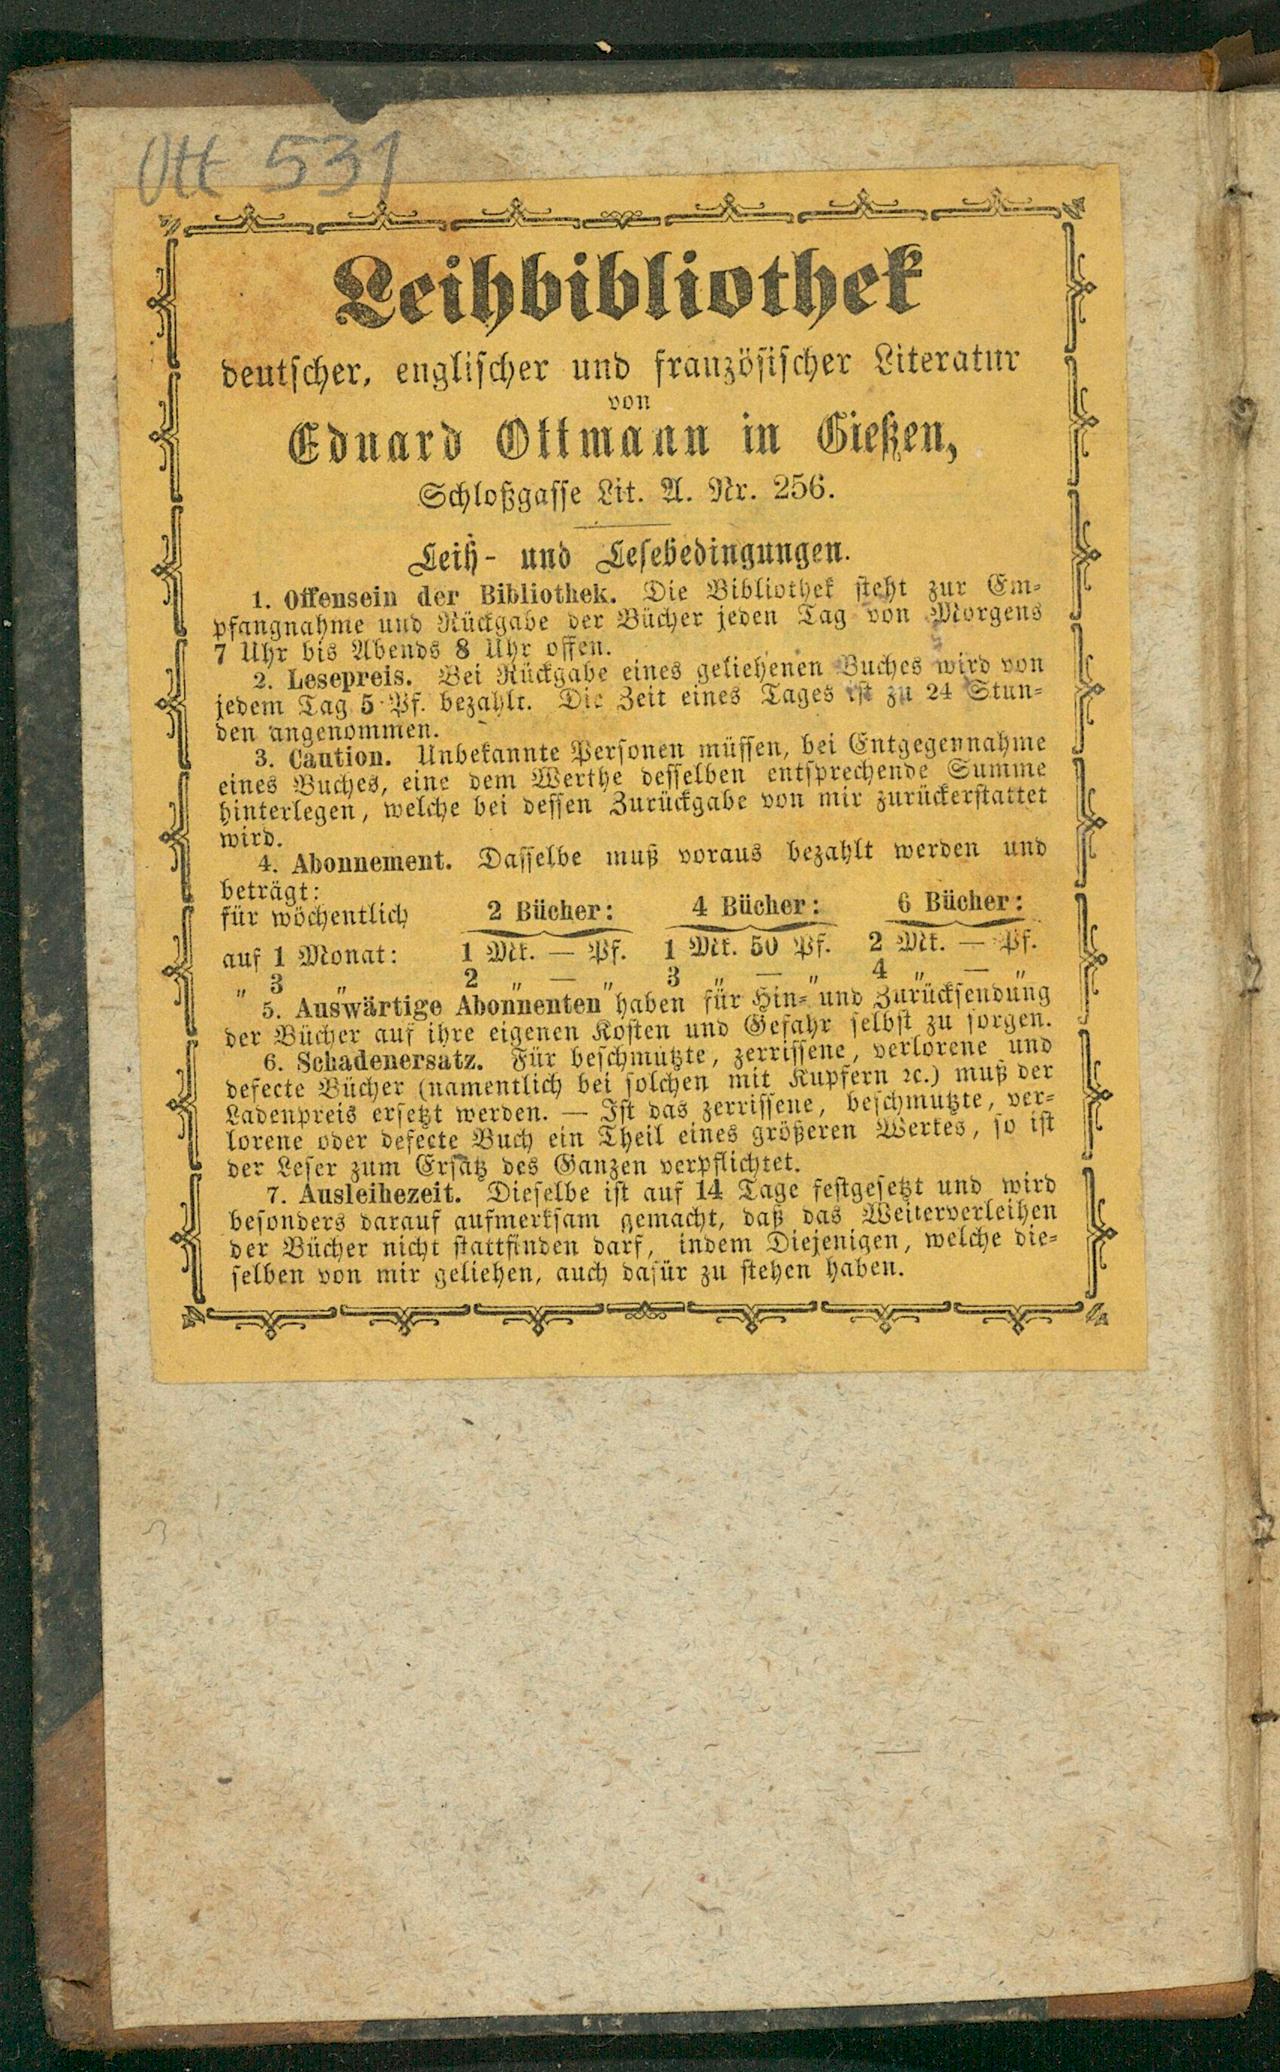 Ott 531
Leihbibliothek
deutscher, englischer und französischer Literatur
von
Eduard Ottmann in Gießen,
Schloßgasse Lit. A. Nr. 256.
Leih- und Lesebedingungen.
1. Offensein der Bibliothek. Die Bibliothek steht zur Em-
pfangnahme und Rückgabe der Bücher jeden Tag von Morgens
7 Uhr bis Abends 8 Uhr offen.
2. Lesepreis. Bei Rückgabe eines geliehenen Buches wird von
jedem Tag 5 Pf. bezahlt. Die Zeit eines Tages ist zu 24 Stun-
den angenommen.
3. Caution. Unbekannte Personen müssen, bei Entgegennahme
eines Buches, eine dem Werthe desselben entsprechende Summe
hinterlegen, welche bei dessen Zurückgabe von mir zurückerstattet
wird.
4. Abonnement. Dasselbe muß voraus bezahlt werden und
beträgt:
für wöchentlich 2 Bücher: 4 Bücher: 6 Bücher:
auf 1 Monat: 1 Mk. — Pf. 1 Mk. 50 Pf. 2 Mk. — Pf.
" 3 " 2 " — " 3 " — " 4 " — "
5. Auswärtige Abonnenten haben für Hin- und Zurücksendung
der Bücher auf ihre eigenen Kosten und Gefahr selbst zu sorgen.
6. Schadenersatz. Für beschmutzte, zerrissene, verlorene und
defecte Bücher (namentlich bei solchen mit Kupfern ꝛc.) muß der
Ladenpreis ersetzt werden. — Ist das zerrissene, beschmutzte, ver-
lorene oder defecte Buch ein Theil eines größeren Wertes, so ist
der Leser zum Ersatz des Ganzen verpflichtet.
7. Ausleihezeit. Dieselbe ist auf 14 Tage festgesetzt und wird
besonders darauf aufmerksam gemacht, daß das Weiterverleihen
der Bücher nicht stattfinden darf, indem Diejenigen, welche die-
selben von mir geliehen, auch dafür zu stehen haben.